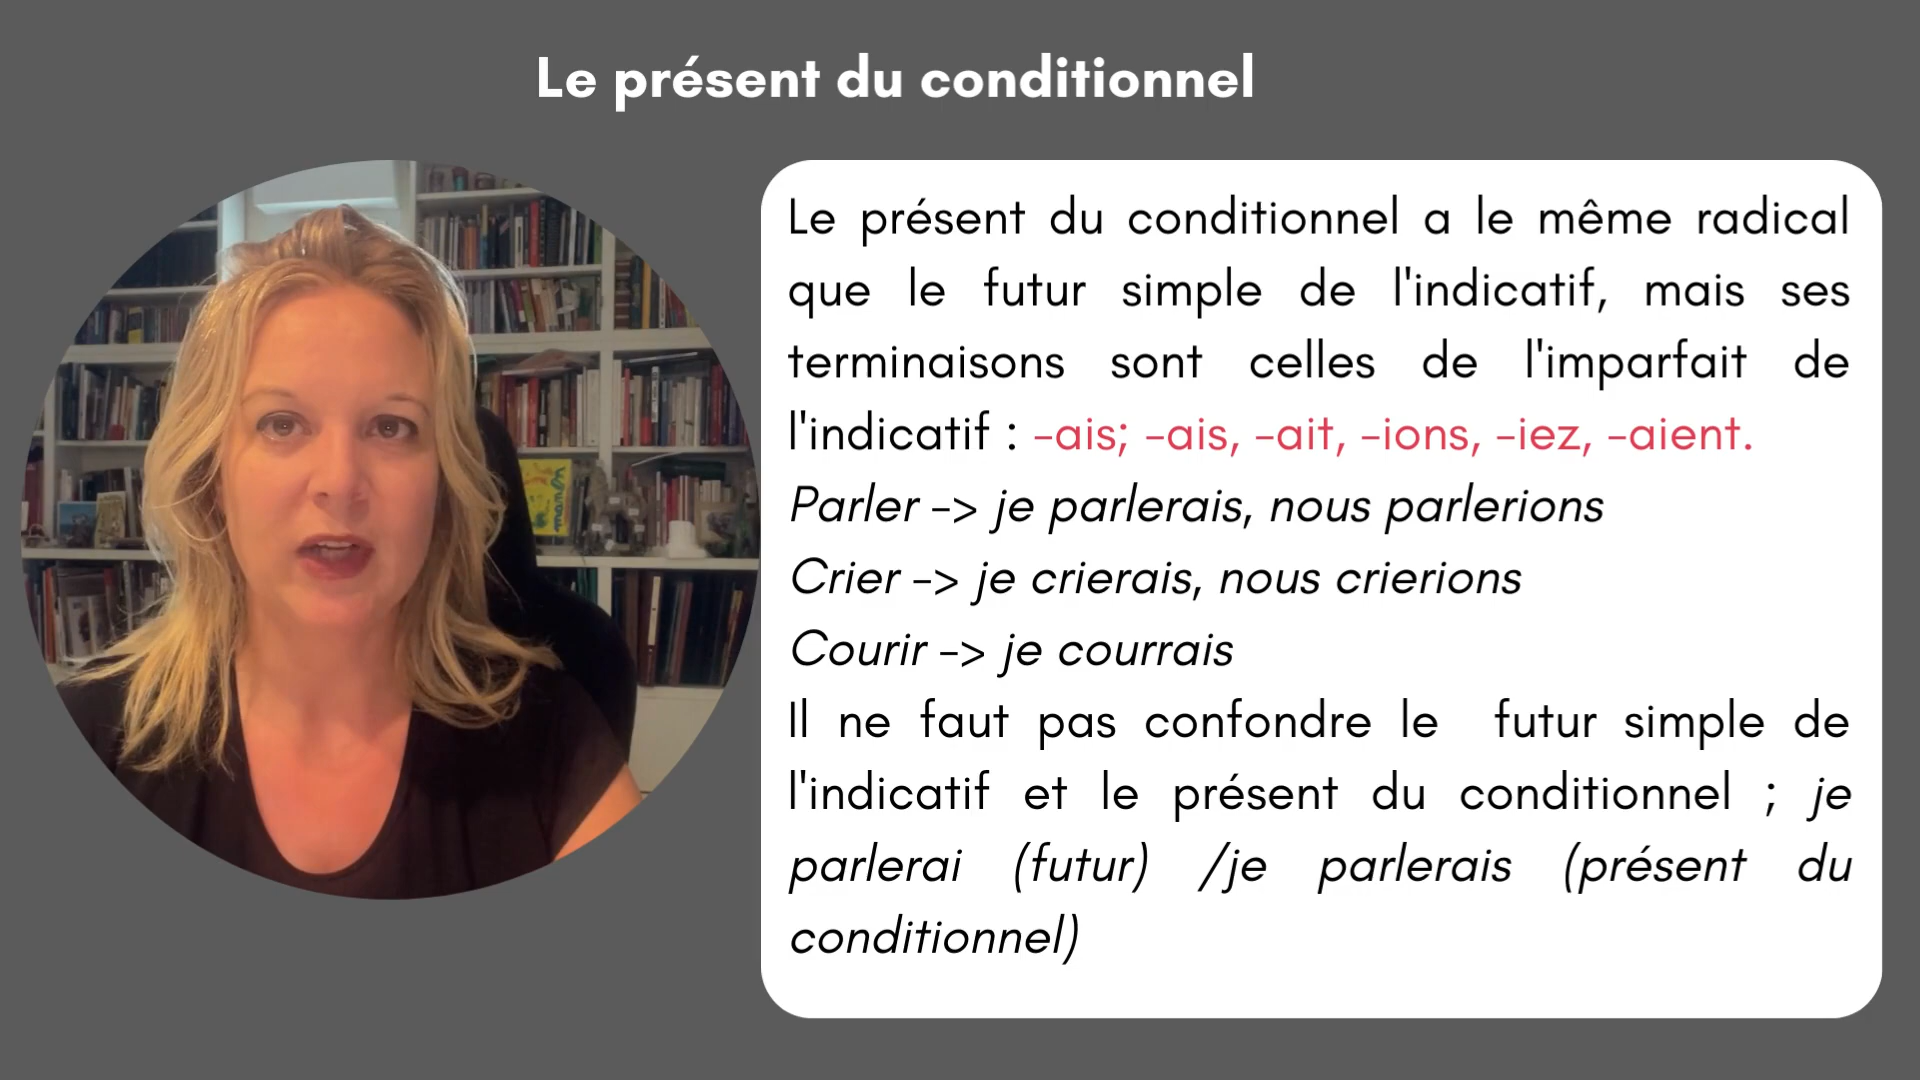 Le présent du conditionnel
Le présent du conditionnel a le même radical
que le futur simple de l'indicatif, mais ses
terminaisons sont celles de l'imparfait de
l'indicatif : -ais; -ais, -ait, -ions, -iez, -aient.
Parler -> je parlerais, nous parlerions
Crier -> je crierais, nous crierions
Courir -> je courrais
Il ne faut pas confondre le futur simple de
l'indicatif et le présent du conditionnel ; je
parlerai (futur) /je parlerais (présent du
conditionnel)